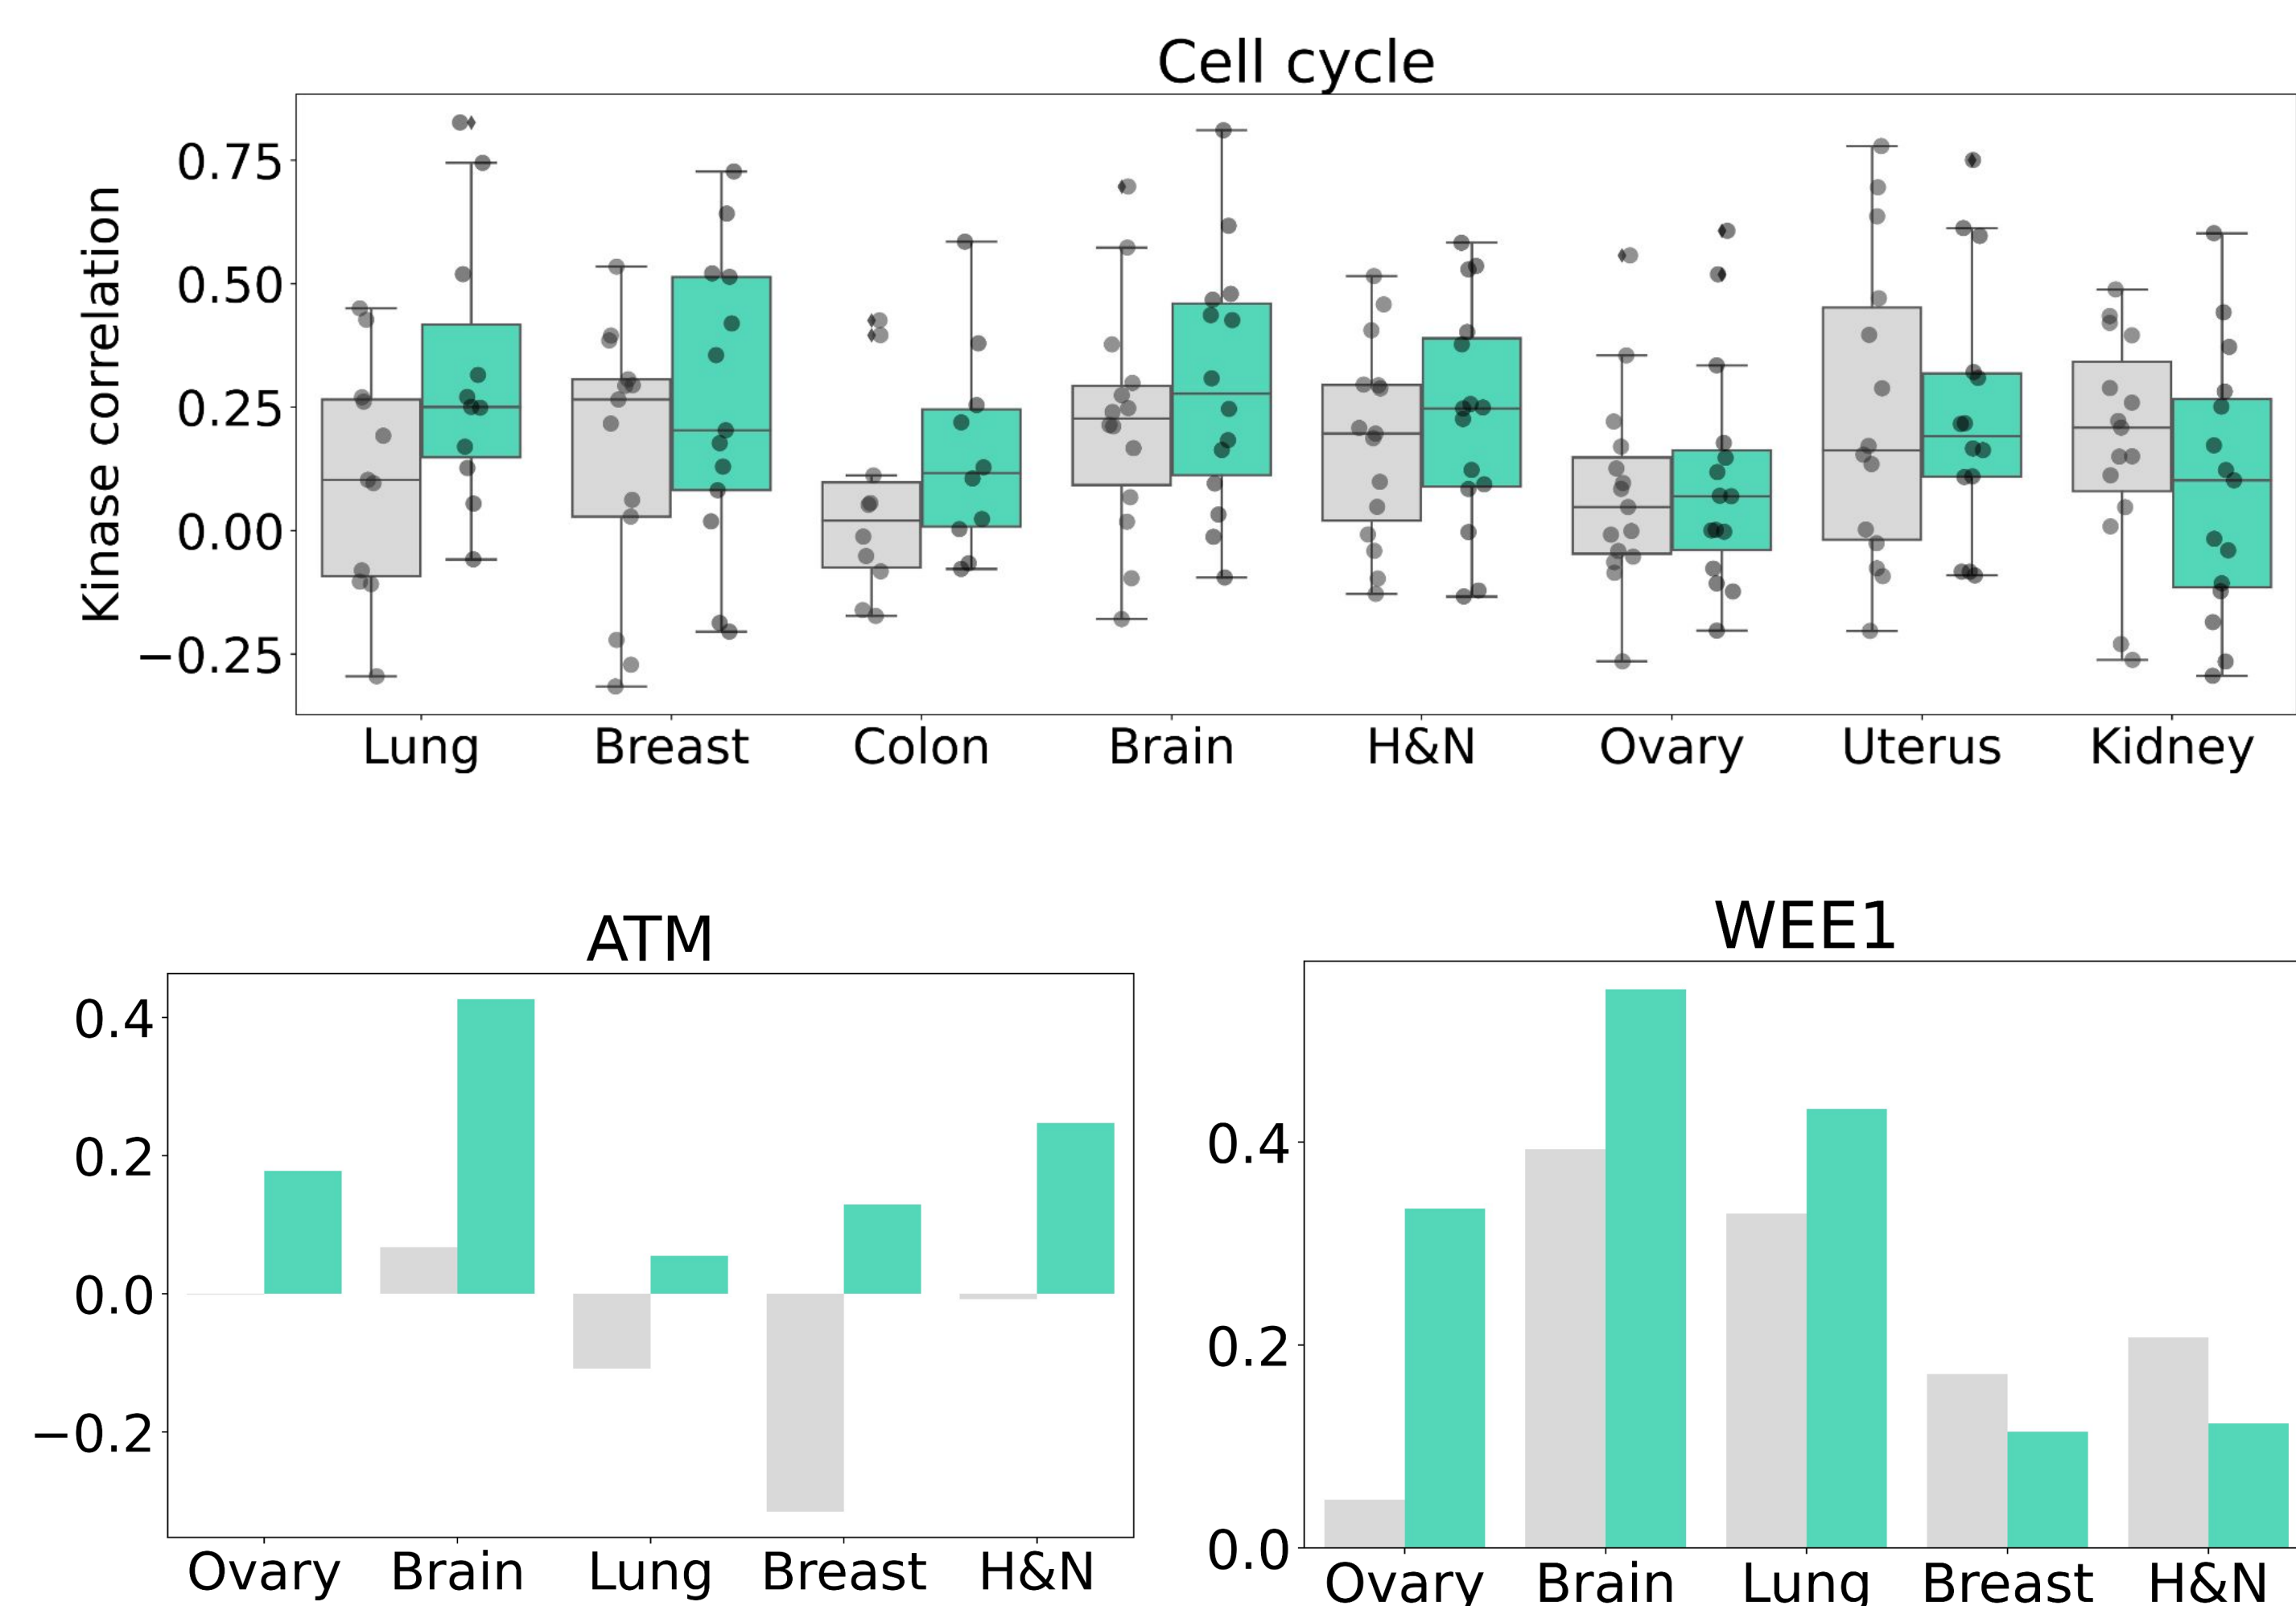 Cell cycle
Kinase correlation
0.75
0.50
0.25
0.00
−0.25
Lung Breast Colon Brain H&N Ovary Uterus Kidney
ATM
0.4
0.2
0.0
−0.2
Ovary Brain Lung Breast H&N
WEE1
0.4
0.2
0.0
Ovary Brain Lung Breast H&N